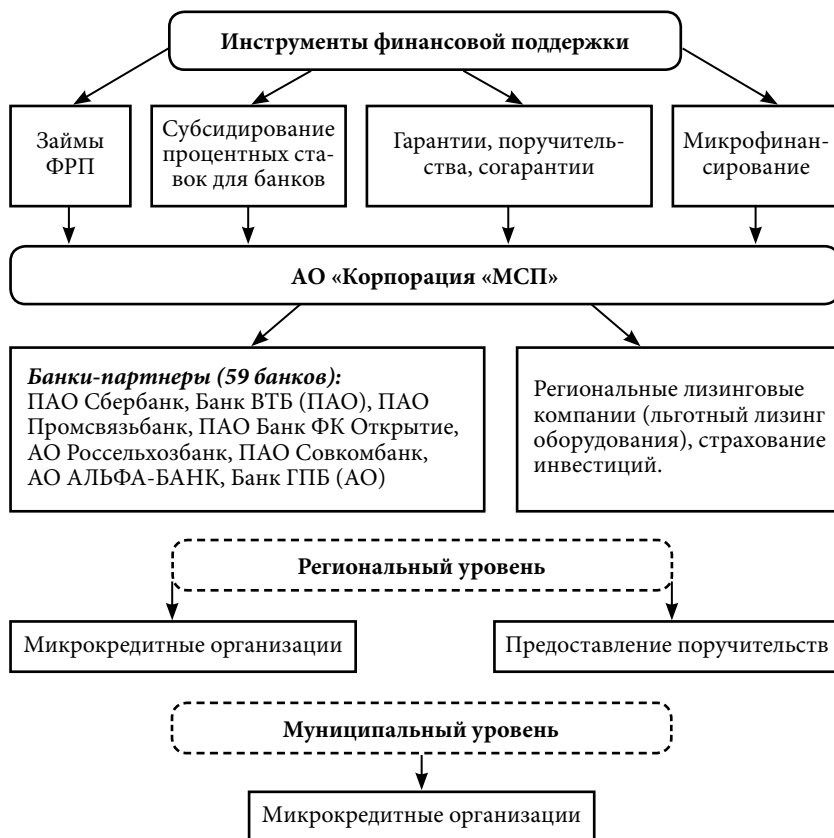 Инструменты финансовой поддержки
Займы
ФРП
Субсидирование
процентных ста-
вок для банков
Гарантии, поручитель-
ства, согарантии
Микрофинан-
сирование
АО «Корпорация «МСП»
Банки-партнеры (59 банков):
ПАО Сбербанк, Банк ВТБ (ПАО), ПАО
Промсвязьбанк, ПАО Банк ФК Открытие,
АО Россельхозбанк, ПАО Совкомбанк,
АО АЛЬФА-БАНК, Банк ГПБ (АО)
Региональные лизинговые
компании (льготный лизинг
оборудования), страхование
инвестиций.
Региональный уровень
Микрокредитные организации
Предоставление поручительств
Муниципальный уровень
Микрокредитные организации